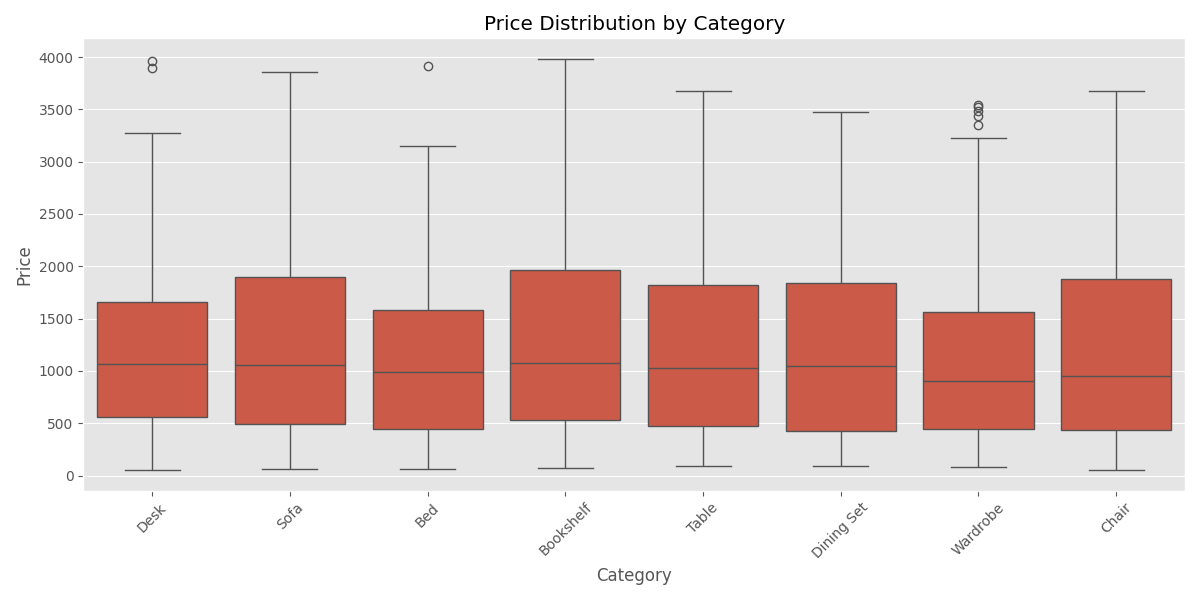 Price Distribution by Category
Price
4000
3500
3000
2500
2000
1500
1000
500
0
Desk
Sofa
Bed
Bookshelf
Table
Dining Set
Wardrobe
Chair
Category